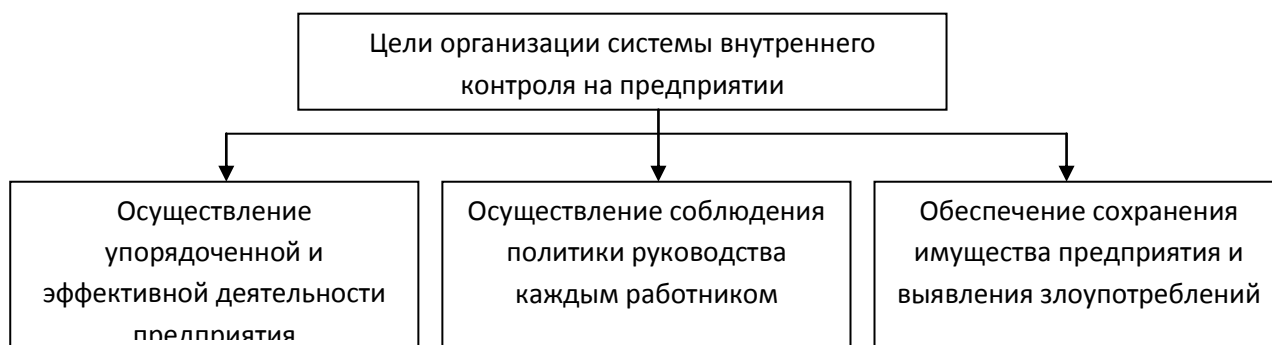 Цели организации системы внутреннего
контроля на предприятии
Осуществление
упорядоченной и
эффективной деятельности
предприятия
Осуществление соблюдения
политики руководства
каждым работником
Обеспечение сохранения
имущества предприятия и
выявления злоупотреблений